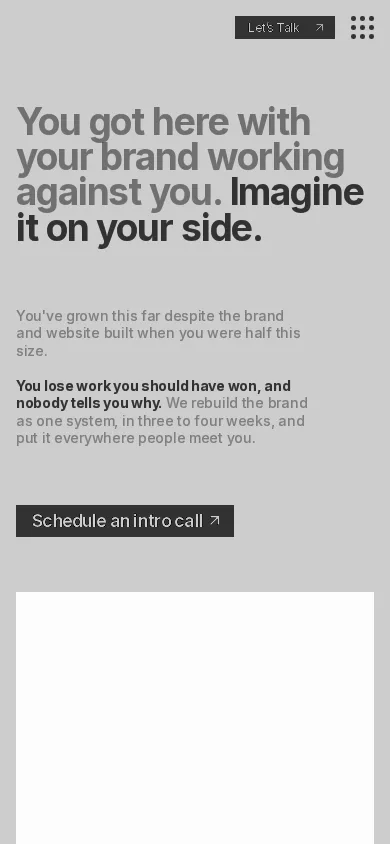 Let's Talk
You got here with
your brand working
against you. Imagine
it on your side.
You've grown this far despite the brand
and website built when you were half this
size.
You lose work you should have won, and
nobody tells you why. We rebuild the brand
as one system, in three to four weeks, and
put it everywhere people meet you.
Schedule an intro call